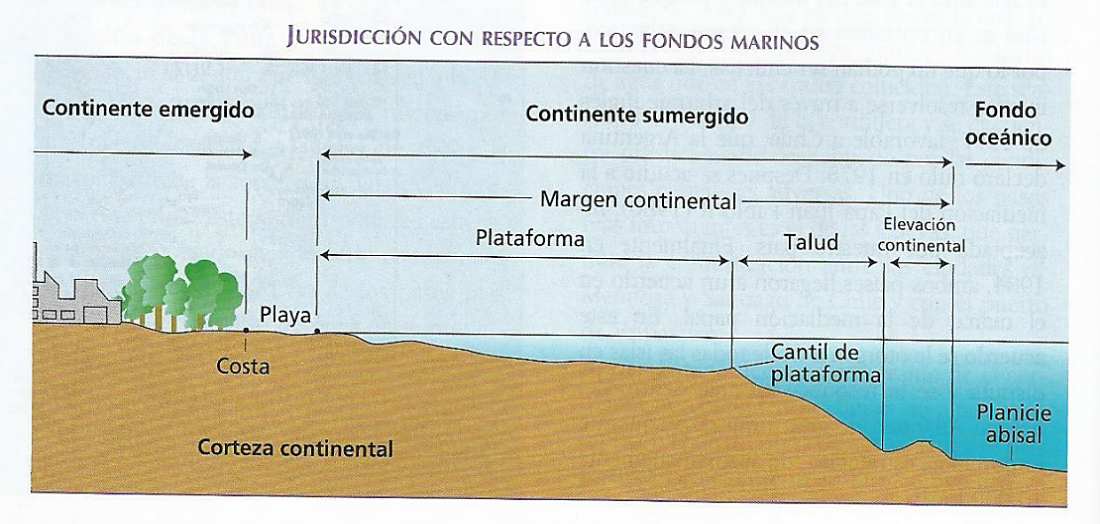 JURISDICCIÓN CON RESPECTO A LOS FONDOS MARINOS
Continente emergido
Continente sumergido
Fondo
oceánico
Margen continental
Plataforma
Talud
Elevación
continental
Playa
Costa
Cantil de
plataforma
Planicie
abisal
Corteza continental